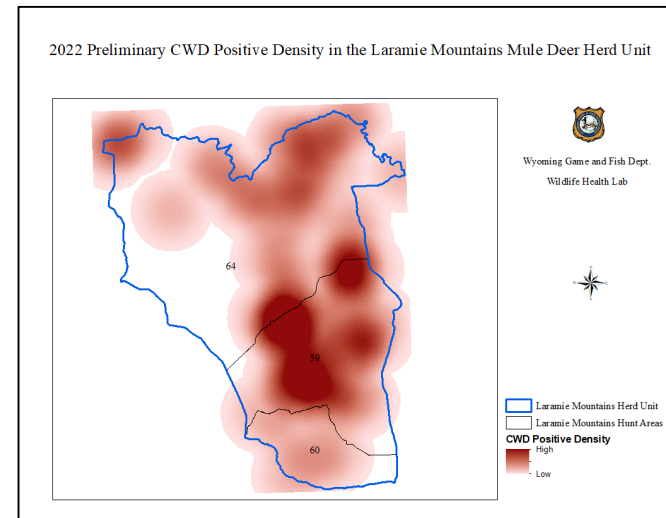 2022 Preliminary CWD Positive Density in the Laramie Mountains Mule Deer Herd Unit
Wyoming Game and Fish Dept.
Wildlife Health Lab
64
59
60
Laramie Mountains Herd Unit
Laramie Mountains Hunt Areas
CWD Positive Density
High
Low